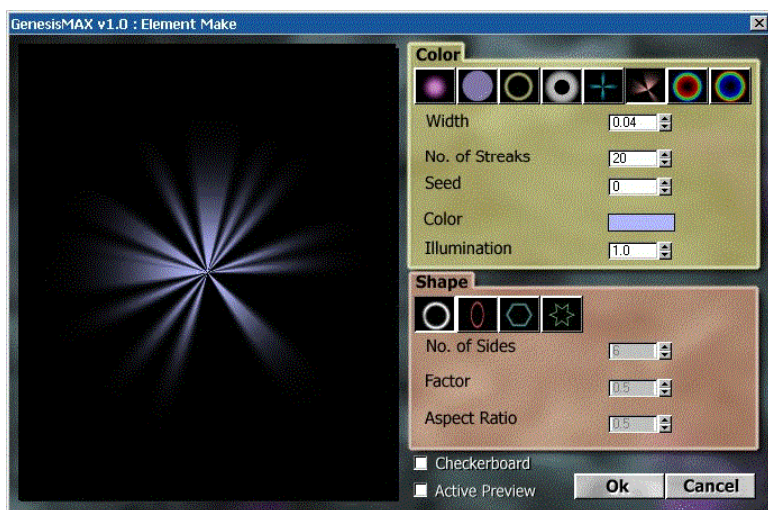 GenesisMAX v1.0 : Element Make
Color
Width 0.04
No. of Streaks 20
Seed 0
Color
Illumination 1.0
Shape
No. of Sides 6
Factor 0.5
Aspect Ratio 0.5
Checkerboard
Active Preview
Ok Cancel